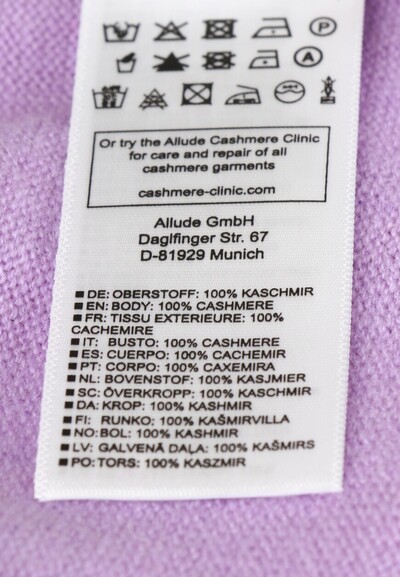 P
A
Or try the Allude Cashmere Clinic
for care and repair of all
cashmere garments
cashmere-clinic.com
Allude GmbH
Daglfinger Str. 67
D-81929 Munich
DE: OBERSTOFF: 100% KASCHMIR
EN: BODY: 100% CASHMERE
FR: TISSU EXTERIEURE: 100%
CACHEMIRE
IT: BUSTO: 100% CASHMERE
ES: CUERPO: 100% CACHEMIR
PT: CORPO: 100% CAXEMIRA
NL: BOVENSTOF: 100% KASJMIER
SC: ÖVERKROPP: 100% KASCHMIR
DA: KROP: 100% KASHMIR
FI: RUNKO: 100% KAŠMIRVILLA
NO: BOL: 100% KASHMIR
LV: GALVENĀ DAĻA: 100% KAŠMIRS
PO: TORS: 100% KASZMIR